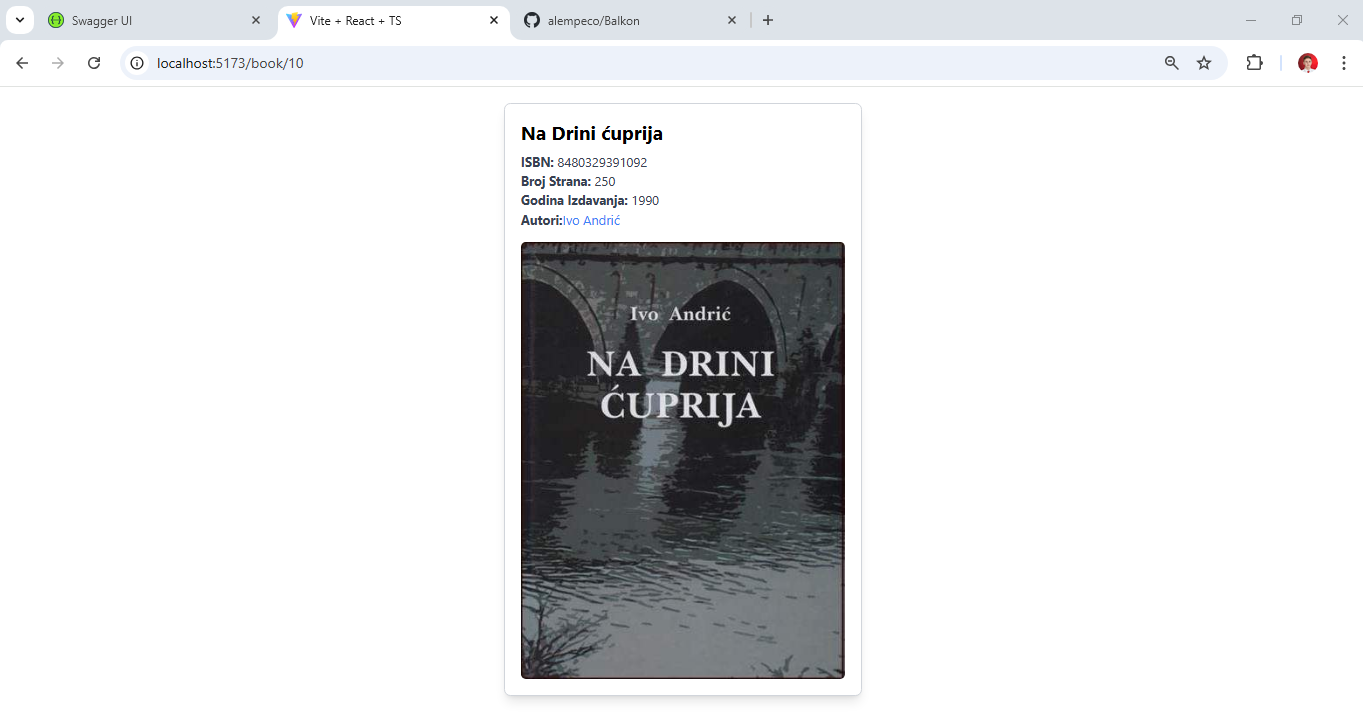 Swagger UI
Vite + React + TS
alempeco/Balkon
localhost:5173/book/10
Na Drini ćuprija
ISBN: 8480329391092
Broj Strana: 250
Godina Izdavanja: 1990
Autori:Ivo Andrić
Ivo Andrić
NA DRINI
ĆUPRIJA